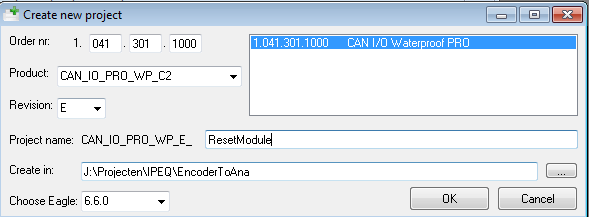 Create new project
Order nr: 1. 041 . 301 . 1000
1.041.301.1000 CAN I/O Waterproof PRO
Product: CAN_IO_PRO_WP_C2
Revision: E
Project name: CAN_IO_PRO_WP_E_ ResetModule
Create in: J:\Projecten\IPEQ\EncoderToAna ...
Choose Eagle: 6.6.0 OK Cancel